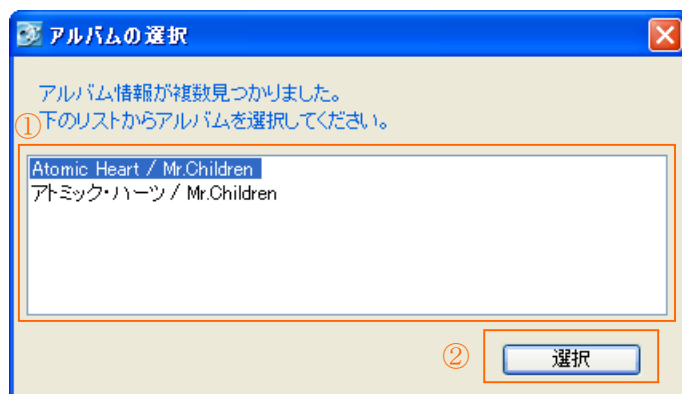 アルバムの選択
アルバム情報が複数見つかりました。
①下のリストからアルバムを選択してください。
Atomic Heart / Mr.Children
アトミック・ハーツ / Mr.Children
② 選択